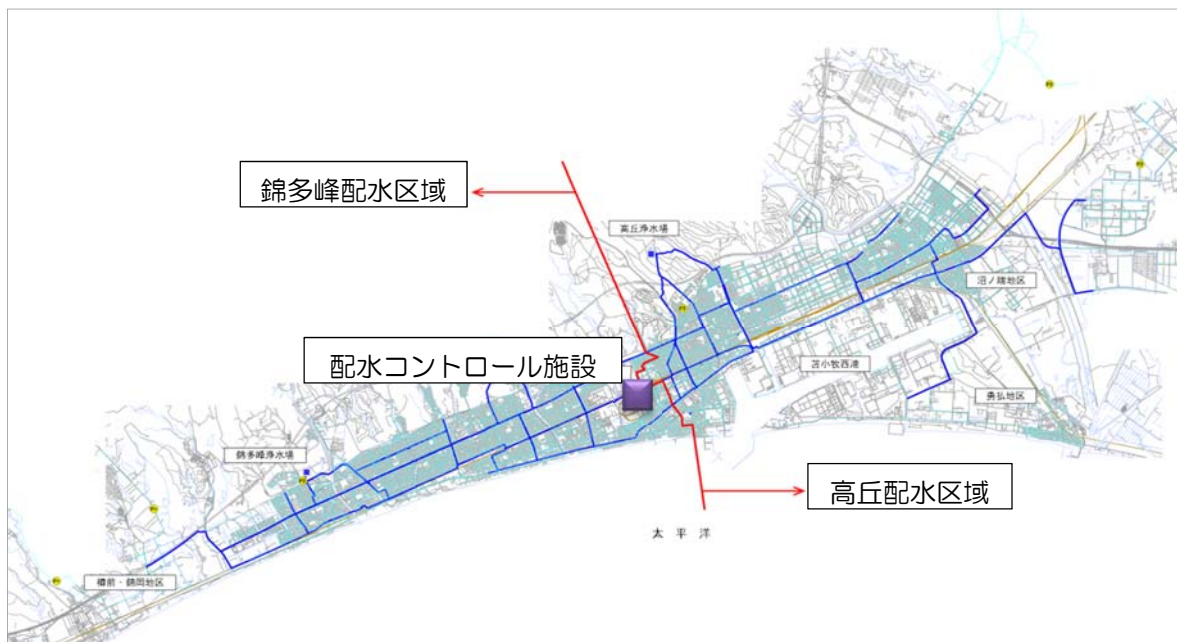 錦多峰配水区域
高丘浄水場
沼ノ端地区
配水コントロール施設
苫小牧西港
勇払地区
錦多峰浄水場
高丘配水区域
太平洋
樽前・錦岡地区